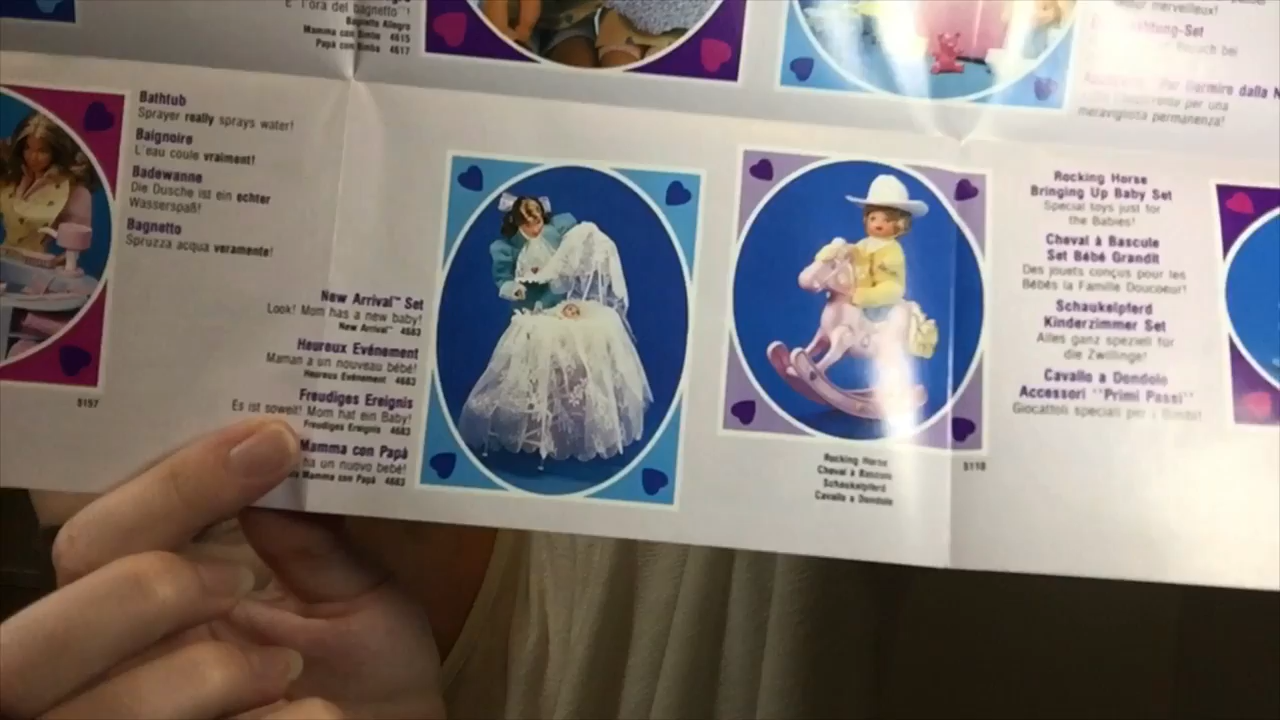 E' l'ora del bagnetto"!
Bagnetto Allegro
Mamma con Bimbo 4615
Papà con Bimbo 4617
merveilleux!
Bathtub
Sprayer really sprays water!
Baignoire
L'eau coule vraiment!
Badewanne
Die Dusche ist ein echter
Wasserspaß!
Bagnetto
Spruzza acqua veramente!
5157
New Arrival™ Set
Look! Mom has a new baby!
New Arrival™ 4683
Heureux Evénement
Maman a un nouveau bébé!
Heureux Evénement 4683
Freudiges Ereignis
Es ist soweit! Mom hat ein Baby!
Freudiges Ereignis 4683
Mamma con Papà
ha un nuovo bebé!
Mamma con Papà 4683
Rocking Horse
Cheval à Bascule
Schaukelpferd
Cavallo a Dondolo
5118
Rocking Horse
Bringing Up Baby Set
Special toys just for
the Babies!
Cheval à Bascule
Set Bébé Grandit
Des jouets conçus pour les
Bébés la Famille Doucoeur!
Schaukelpferd
Kinderzimmer Set
Alles ganz speziell für
die Zwillinge!
Cavallo a Dondolo
Accessori "Primi Passi"
Giocattoli speciali per i Bimbi!
per una
meravigliosa permanenza!